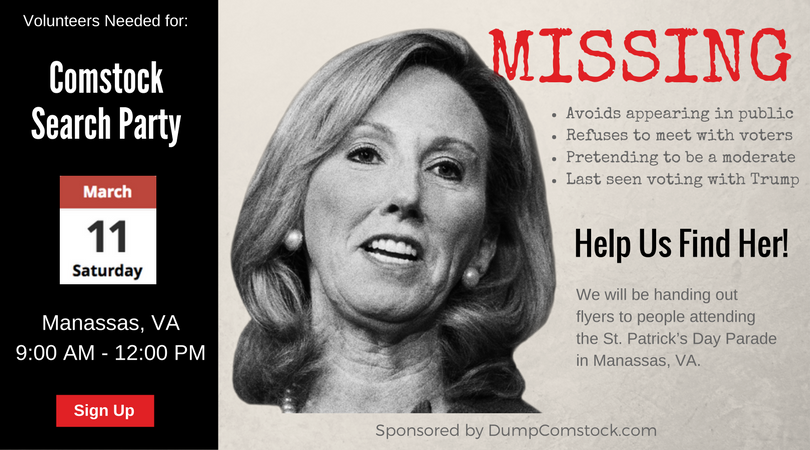 Volunteers Needed for:
Comstock
Search Party
March
11
Saturday
Manassas, VA
9:00 AM - 12:00 PM
Sign Up
MISSING
• Avoids appearing in public
• Refuses to meet with voters
• Pretending to be a moderate
• Last seen voting with Trump
Help Us Find Her!
We will be handing out
flyers to people attending
the St. Patrick's Day Parade
in Manassas, VA.
Sponsored by DumpComstock.com